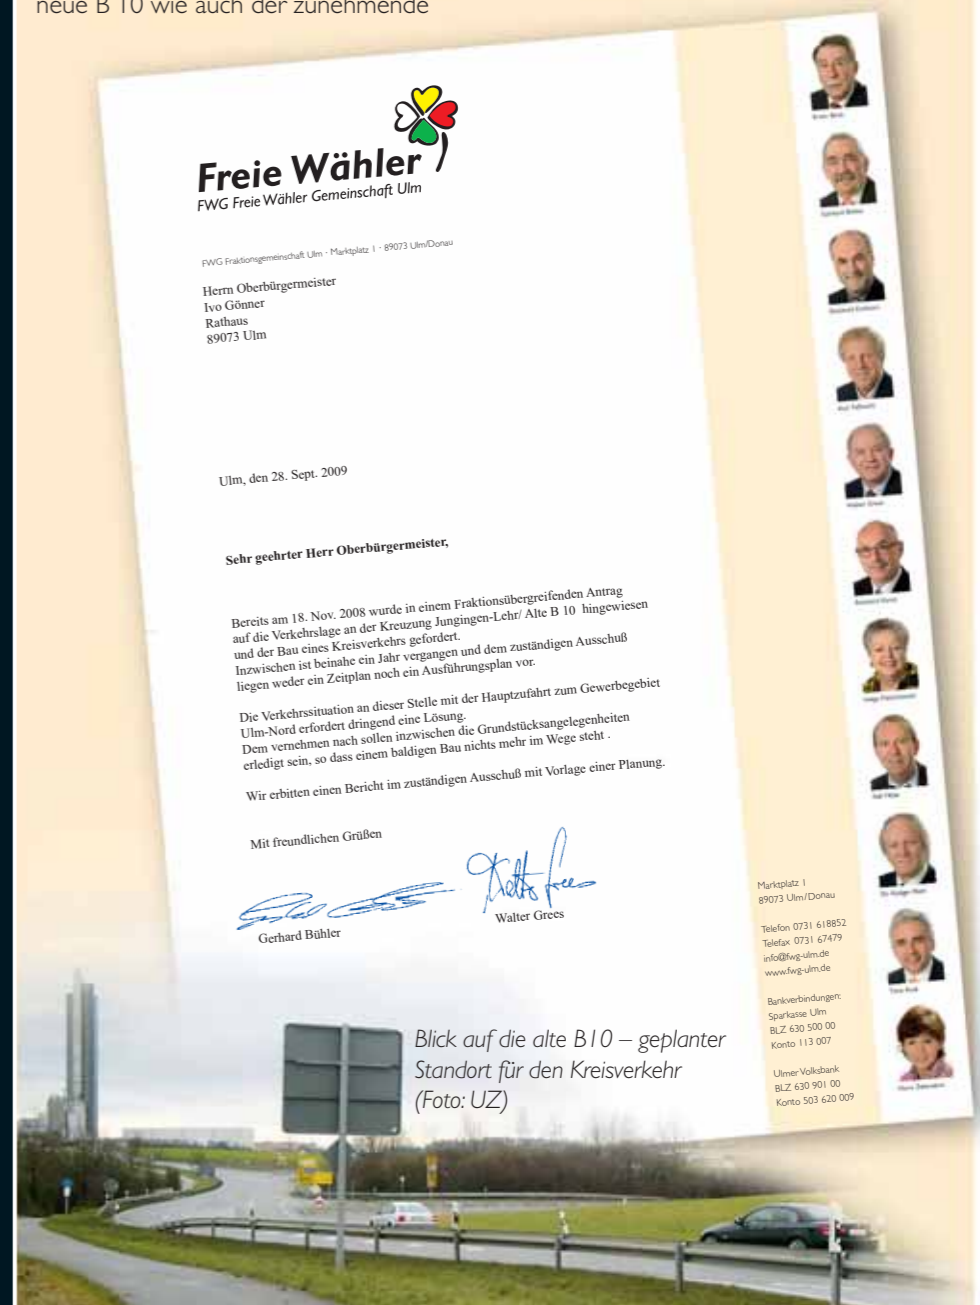 neue B 10 wie auch der zunehmende
Freie Wähler
FWG Freie Wähler Gemeinschaft Ulm
FWG Fraktionsgemeinschaft Ulm - Marktplatz 1 - 89073 Ulm/Donau
Herrn Oberbürgermeister
Ivo Gönner
Rathaus
89073 Ulm
Ulm, den 28. Sept. 2009
Sehr geehrter Herr Oberbürgermeister,
Bereits am 18. Nov. 2008 wurde in einem Fraktionsübergreifenden Antrag
auf die Verkehrslage an der Kreuzung Jungingen-Lehr/ Alte B 10 hingewiesen
und der Bau eines Kreisverkehrs gefordert.
Inzwischen ist beinahe ein Jahr vergangen und dem zuständigen Ausschuß
liegen weder ein Zeitplan noch ein Ausführungsplan vor.
Die Verkehrssituation an dieser Stelle mit der Hauptzufahrt zum Gewerbegebiet
Ulm-Nord erfordert dringend eine Lösung.
Dem vernehmen nach sollen inzwischen die Grundstücksangelegenheiten
erledigt sein, so dass einem baldigen Bau nichts mehr im Wege steht .
Wir erbitten einen Bericht im zuständigen Ausschuß mit Vorlage einer Planung.
Mit freundlichen Grüßen
Gerhard Bühler
Walter Grees
Marktplatz 1
89073 Ulm/Donau
Telefon 0731 618852
Telefax 0731 67479
info@fwg-ulm.de
www.fwg-ulm.de
Bankverbindungen:
Sparkasse Ulm
BLZ 630 500 00
Konto 113 007
Ulmer Volksbank
BLZ 630 901 00
Konto 503 620 009
Blick auf die alte B10 – geplanter
Standort für den Kreisverkehr
(Foto: UZ)